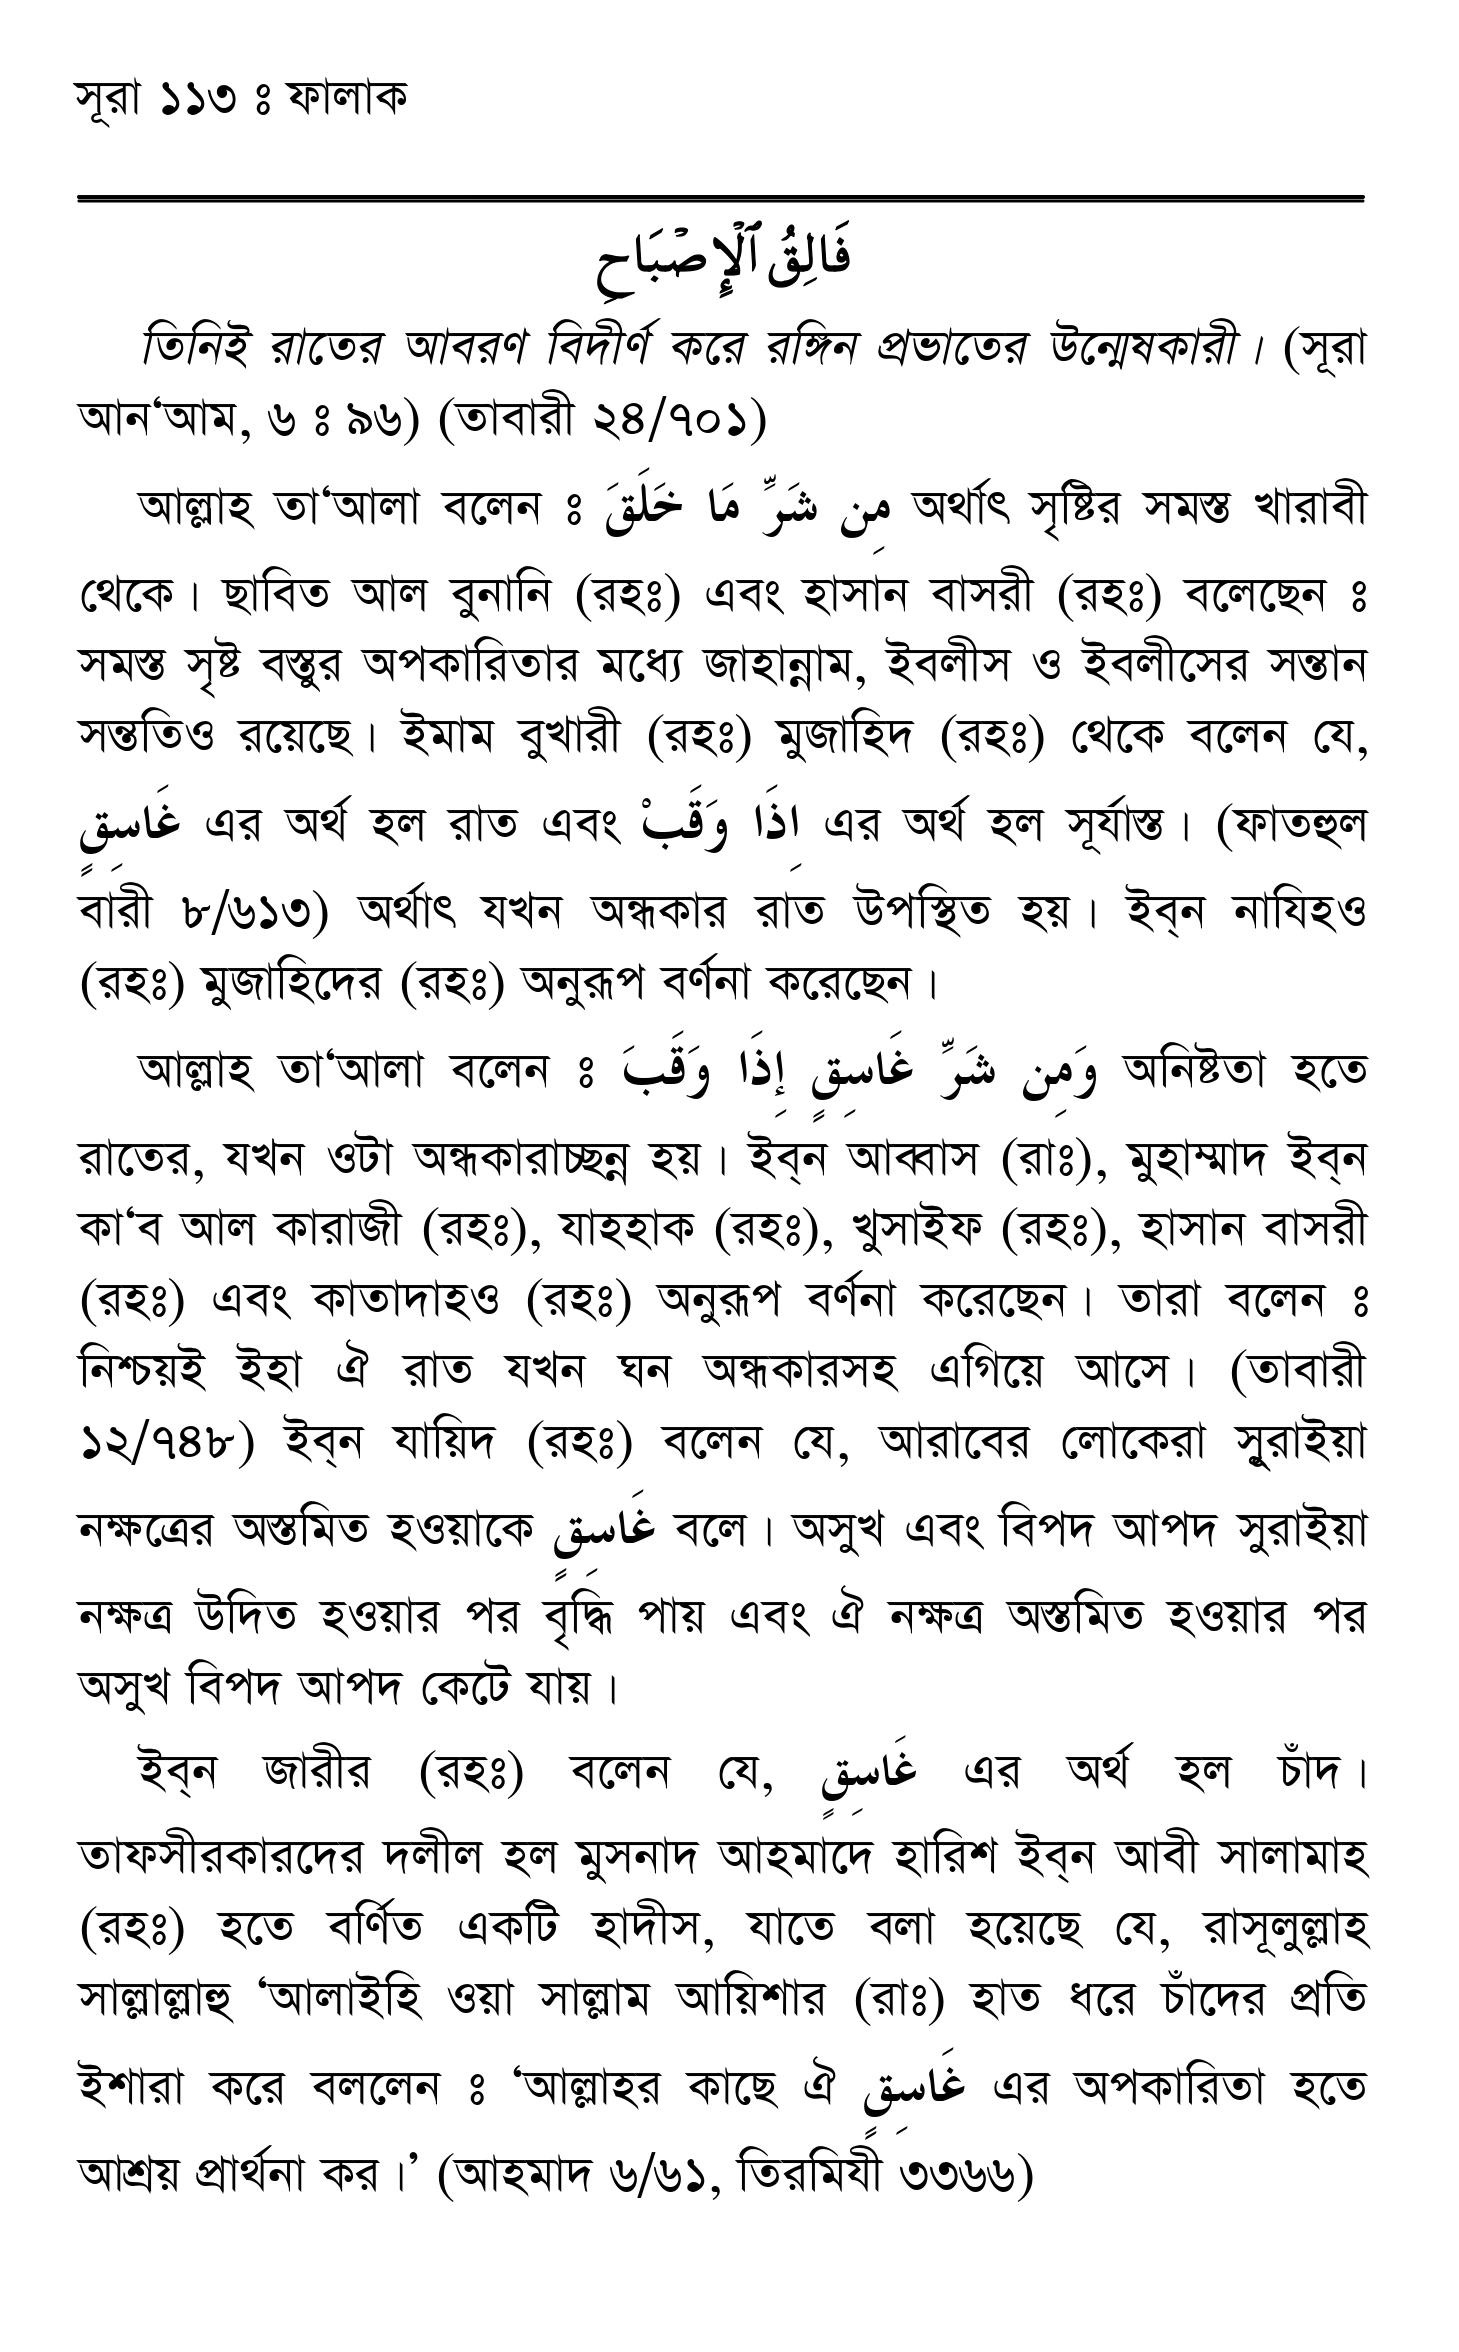 সূরা ১১৩ ঃ ফালাক
فَالِقُ ٱلْإِصْبَاحِ
তিনিই রাতের আবরণ বিদীর্ণ করে রঙ্গিন প্রভাতের উন্মেষকারী। (সূরা
আন‘আম, ৬ ঃ ৯৬) (তাবারী ২৪/৭০১)
আল্লাহ তা‘আলা বলেন ঃ مِن شَرِّ مَا خَلَقَ অর্থাৎ সৃষ্টির সমস্ত খারাবী
থেকে। ছাবিত আল বুনানি (রহঃ) এবং হাসান বাসরী (রহঃ) বলেছেন ঃ
সমস্ত সৃষ্ট বস্তুর অপকারিতার মধ্যে জাহান্নাম, ইবলীস ও ইবলীসের সন্তান
সন্ততিও রয়েছে। ইমাম বুখারী (রহঃ) মুজাহিদ (রহঃ) থেকে বলেন যে,
غَاسِقٍ এর অর্থ হল রাত এবং اِذَا وَقَبْ এর অর্থ হল সূর্যাস্ত। (ফাতহুল
বারী ৮/৬১৩) অর্থাৎ যখন অন্ধকার রাত উপস্থিত হয়। ইব্‌ন নাযিহও
(রহঃ) মুজাহিদের (রহঃ) অনুরূপ বর্ণনা করেছেন।
আল্লাহ তা‘আলা বলেন ঃ وَمِن شَرِّ غَاسِقٍ إِذَا وَقَبَ অনিষ্টতা হতে
রাতের, যখন ওটা অন্ধকারাচ্ছন্ন হয়। ইব্‌ন আব্বাস (রাঃ), মুহাম্মাদ ইব্‌ন
কা‘ব আল কারাজী (রহঃ), যাহহাক (রহঃ), খুসাইফ (রহঃ), হাসান বাসরী
(রহঃ) এবং কাতাদাহও (রহঃ) অনুরূপ বর্ণনা করেছেন। তারা বলেন ঃ
নিশ্চয়ই ইহা ঐ রাত যখন ঘন অন্ধকারসহ এগিয়ে আসে। (তাবারী
১২/৭৪৮) ইব্‌ন যায়িদ (রহঃ) বলেন যে, আরাবের লোকেরা সুরাইয়া
নক্ষত্রের অস্তমিত হওয়াকে غَاسِقٍ বলে। অসুখ এবং বিপদ আপদ সুরাইয়া
নক্ষত্র উদিত হওয়ার পর বৃদ্ধি পায় এবং ঐ নক্ষত্র অস্তমিত হওয়ার পর
অসুখ বিপদ আপদ কেটে যায়।
ইব্‌ন জারীর (রহঃ) বলেন যে, غَاسِقٍ এর অর্থ হল চাঁদ।
তাফসীরকারদের দলীল হল মুসনাদ আহমাদে হারিশ ইব্‌ন আবী সালামাহ
(রহঃ) হতে বর্ণিত একটি হাদীস, যাতে বলা হয়েছে যে, রাসূলুল্লাহ
সাল্লাল্লাহু ‘আলাইহি ওয়া সাল্লাম আয়িশার (রাঃ) হাত ধরে চাঁদের প্রতি
ইশারা করে বললেন ঃ ‘আল্লাহর কাছে ঐ غَاسِقٍ এর অপকারিতা হতে
আশ্রয় প্রার্থনা কর।’ (আহমাদ ৬/৬১, তিরমিযী ৩৩৬৬)